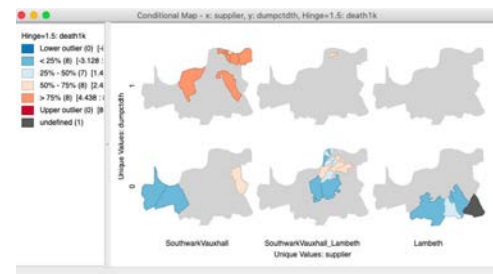 Conditional Map - x: supplier, y: dumpctdth, Hinge=1.5: death1k
Hinge=1.5: death1k
Lower outlier (0) [-
< 25% (8) [-3.128 :
25% - 50% (7) [1.4
50% - 75% (8) [2.4
> 75% (8) [4.438 :
Upper outlier (0) [8
undefined (1)
Unique Values: dumpctdth
1
0
SouthwarkVauxhall
SouthwarkVauxhall_Lambeth
Lambeth
Unique Values: supplier